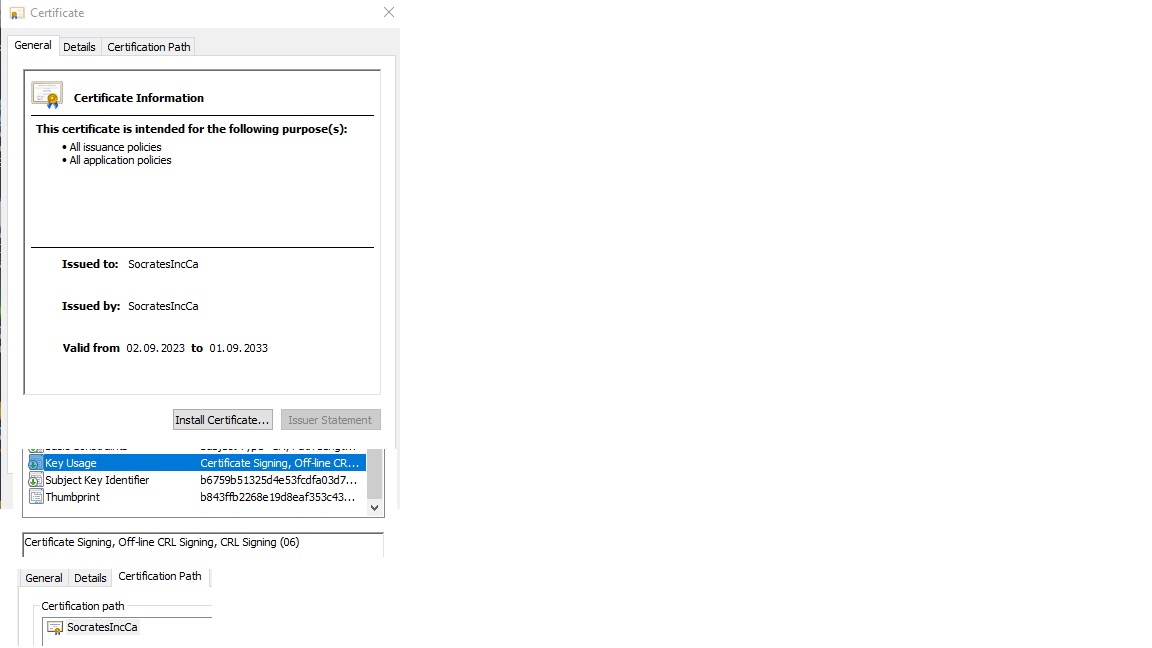 Certificate
General Details Certification Path
Certificate Information
This certificate is intended for the following purpose(s):
• All issuance policies
• All application policies
Issued to: SocratesIncCa
Issued by: SocratesIncCa
Valid from 02.09.2023 to 01.09.2033
Install Certificate... Issuer Statement
Key Usage Certificate Signing, Off-line CR...
Subject Key Identifier b6759b51325d4e53fcdfa03d7...
Thumbprint b843ffb2268e19d8eaf353c43...
Certificate Signing, Off-line CRL Signing, CRL Signing (06)
General Details Certification Path
Certification path
SocratesIncCa